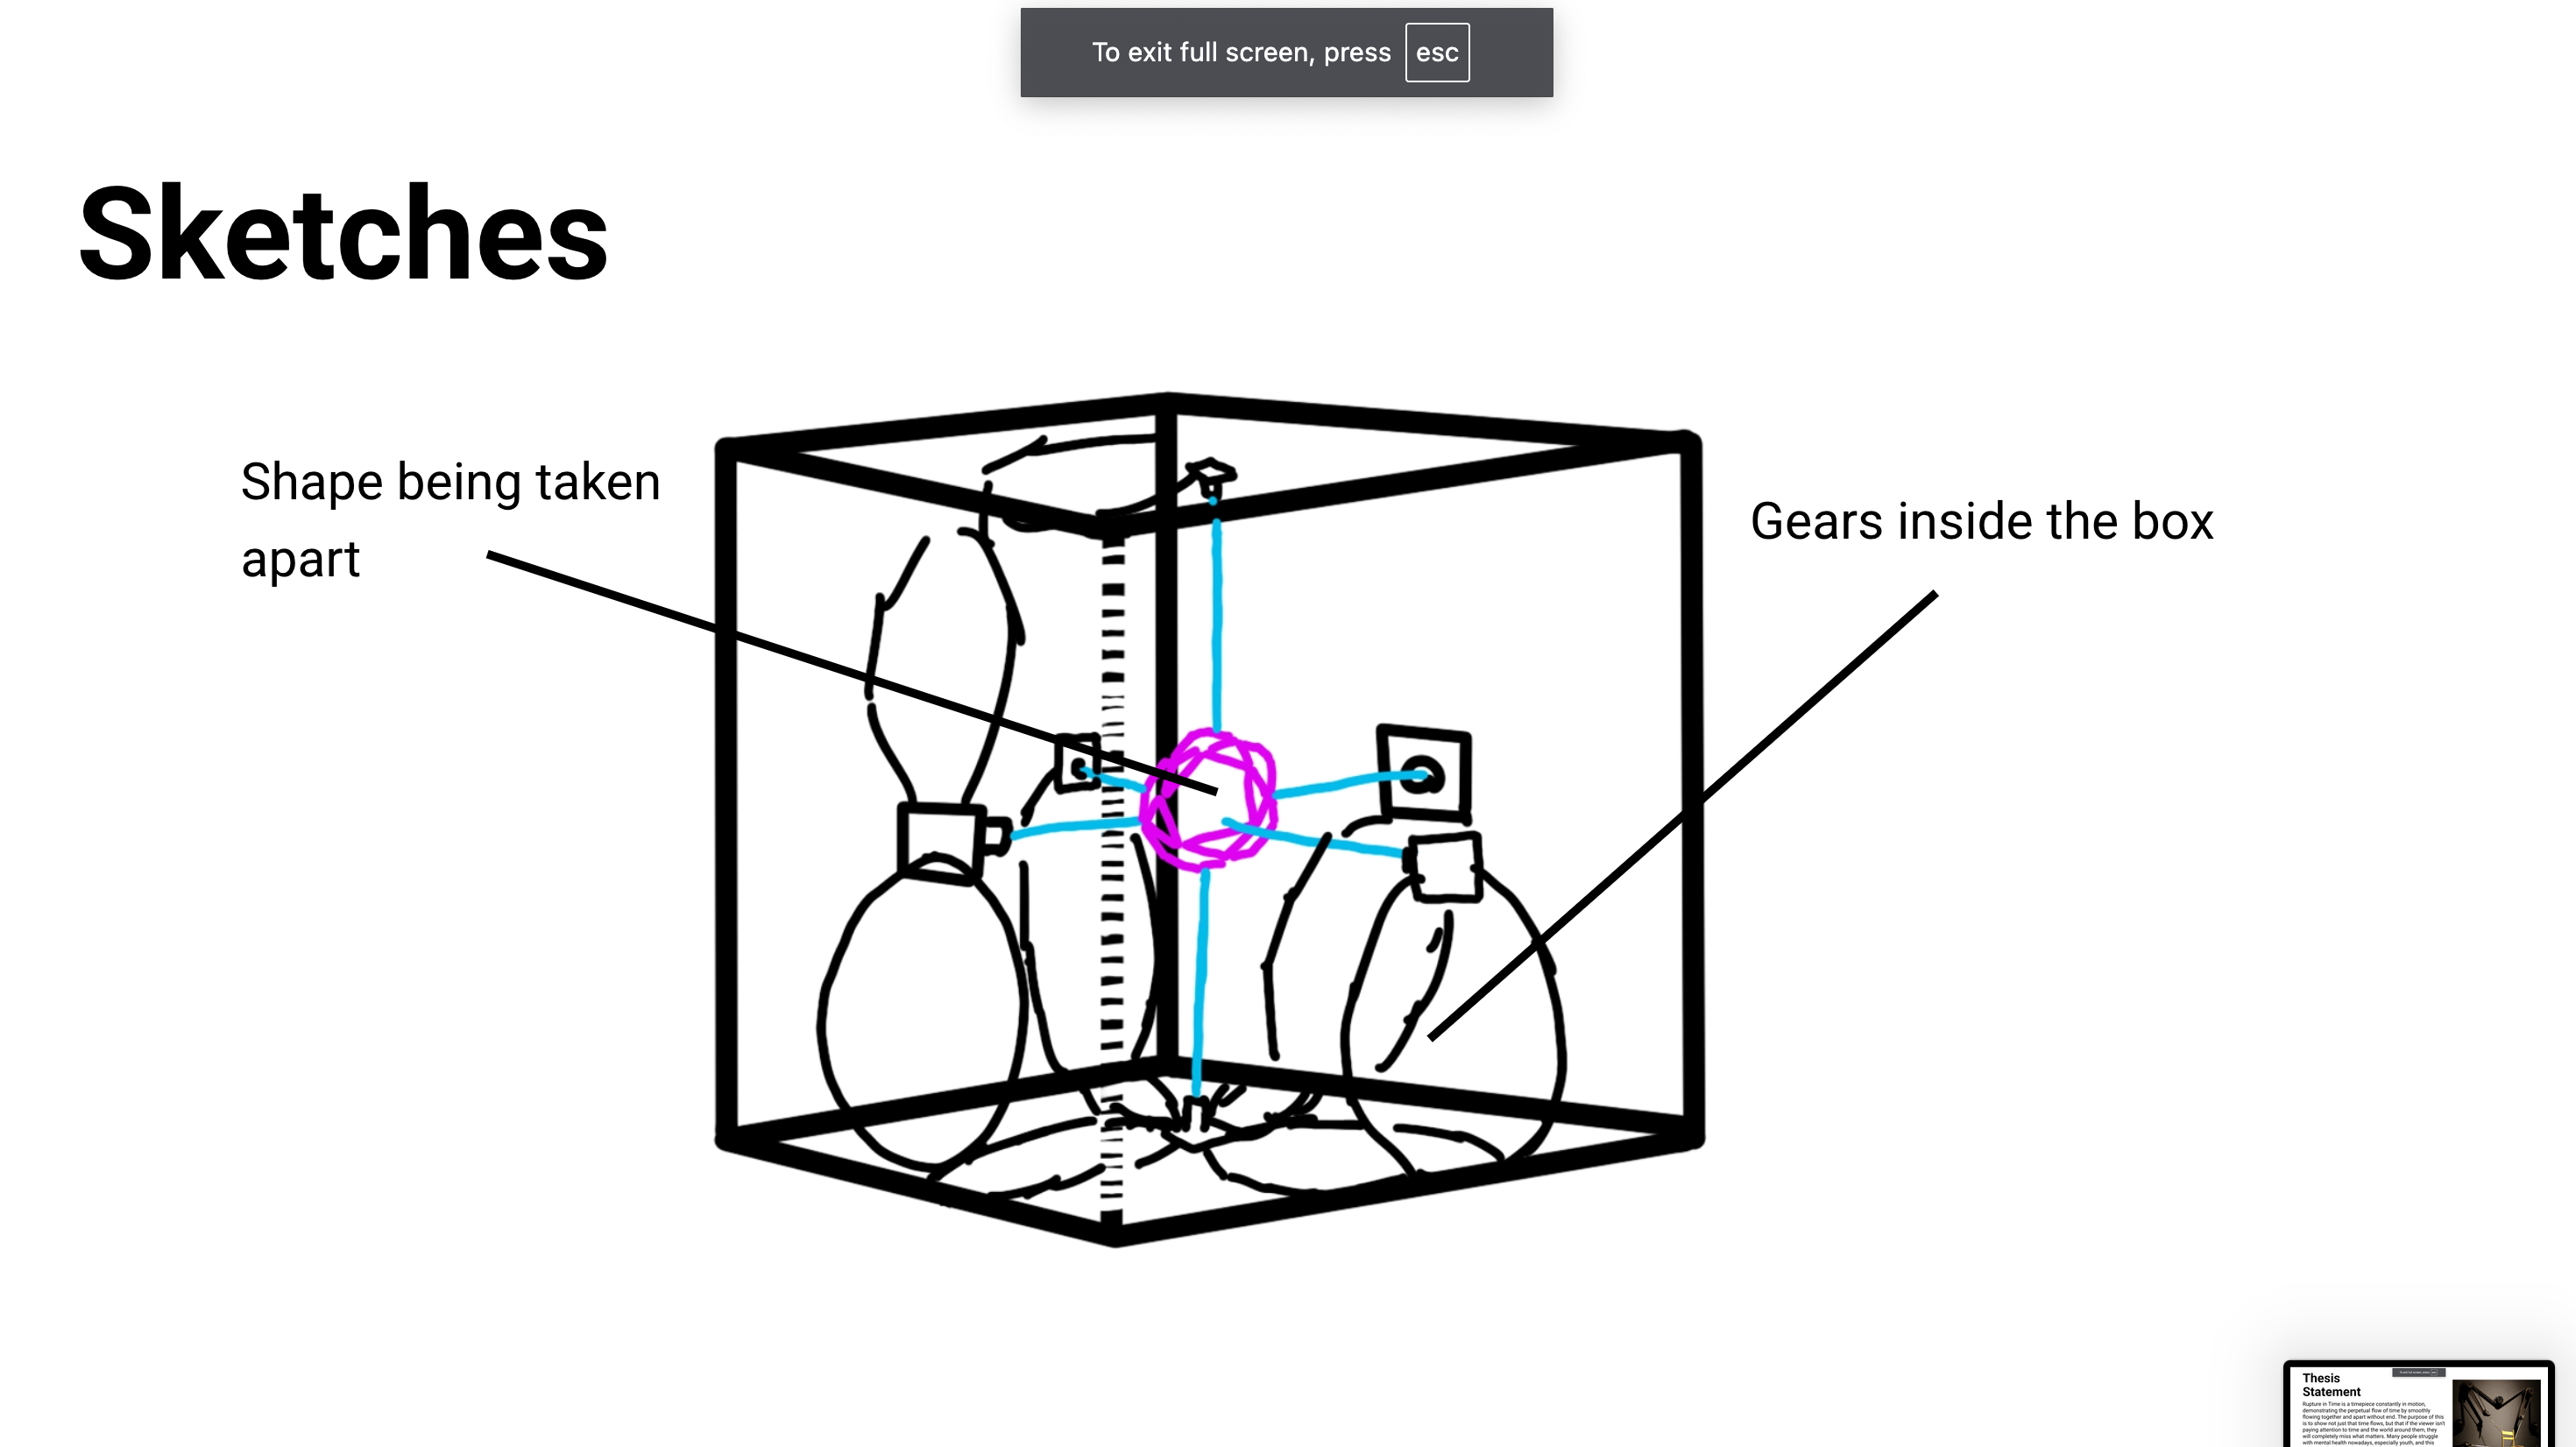 To exit full screen, press esc
Sketches
Shape being taken
apart
Gears inside the box
Thesis
Statement
Rupture in Time is a timepiece constantly in motion,
demonstrating the perpetual flow of time by smoothly
flowing together and apart without end. The purpose of this
is to show not just that time flows, but that if the viewer isn't
paying attention to time and the world around them, they
will completely miss what matters. Many people struggle
with mental health nowadays, especially youth, and this